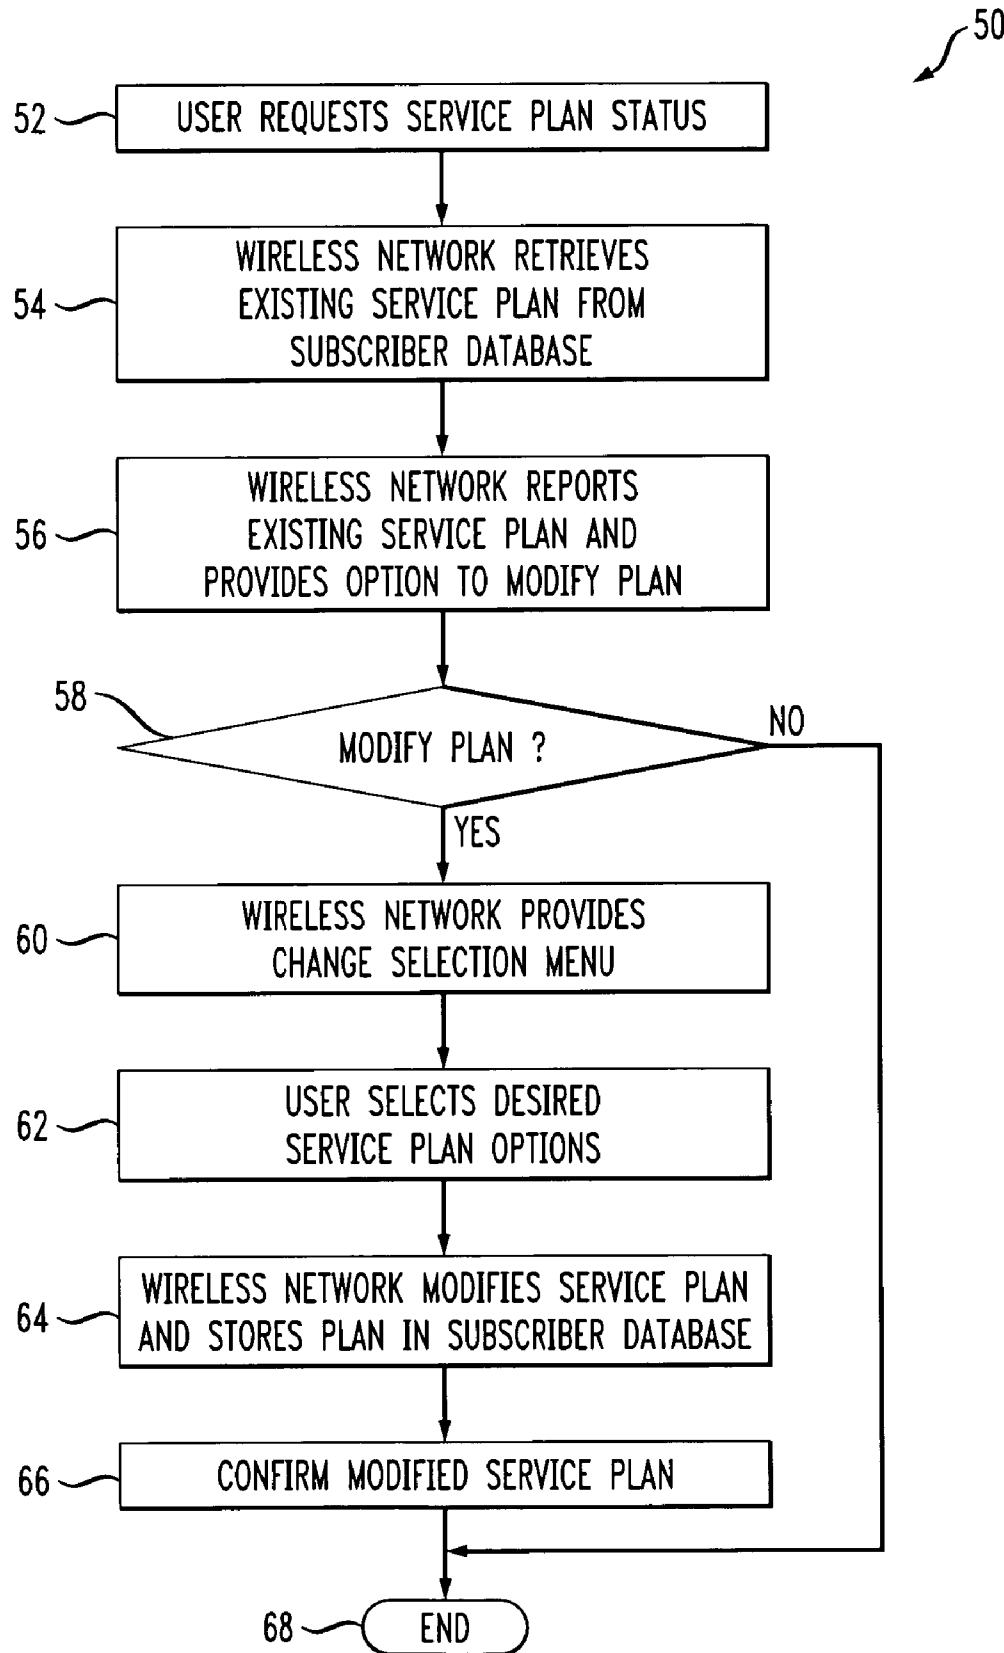 50
52
USER REQUESTS SERVICE PLAN STATUS
54
WIRELESS NETWORK RETRIEVES
EXISTING SERVICE PLAN FROM
SUBSCRIBER DATABASE
56
WIRELESS NETWORK REPORTS
EXISTING SERVICE PLAN AND
PROVIDES OPTION TO MODIFY PLAN
58
MODIFY PLAN ?
NO
YES
60
WIRELESS NETWORK PROVIDES
CHANGE SELECTION MENU
62
USER SELECTS DESIRED
SERVICE PLAN OPTIONS
64
WIRELESS NETWORK MODIFIES SERVICE PLAN
AND STORES PLAN IN SUBSCRIBER DATABASE
66
CONFIRM MODIFIED SERVICE PLAN
68
END